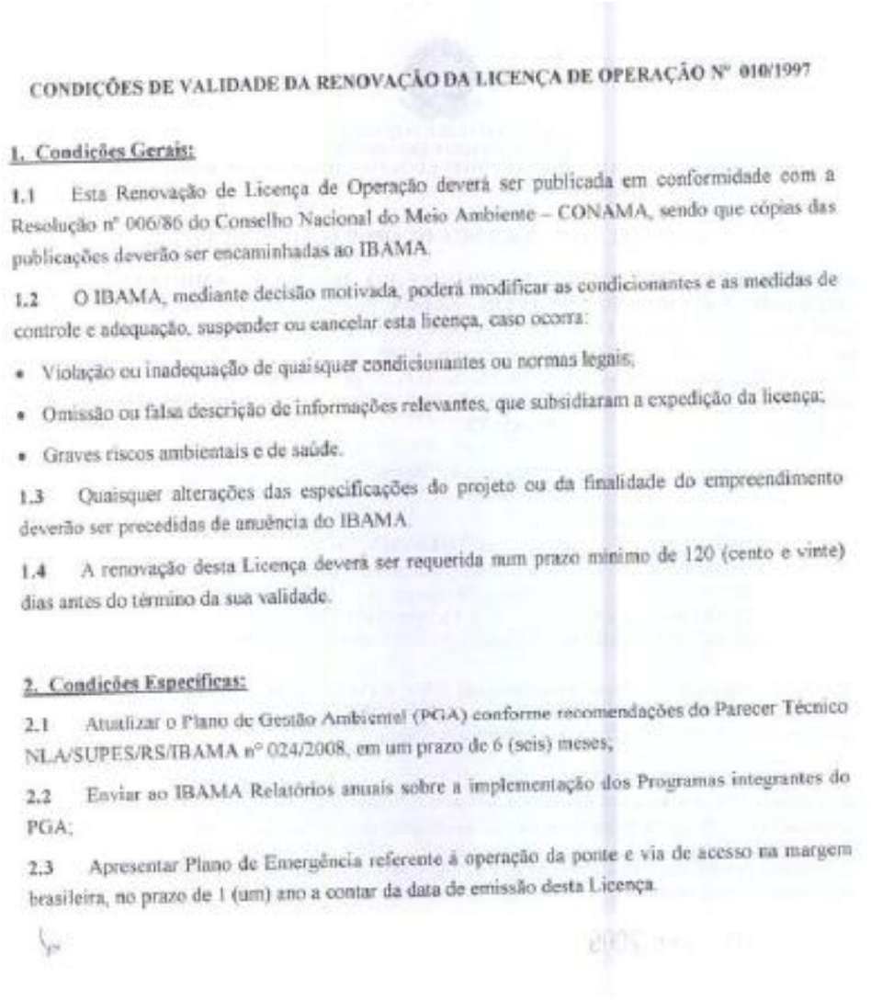 CONDIÇÕES DE VALIDADE DA RENOVAÇÃO DA LICENÇA DE OPERAÇÃO Nº 010/1997
1. Condições Gerais:
1.1 Esta Renovação de Licença de Operação deverá ser publicada em conformidade com a
Resolução nº 006/86 do Conselho Nacional do Meio Ambiente – CONAMA, sendo que cópias das
publicações deverão ser encaminhadas ao IBAMA.
1.2 O IBAMA, mediante decisão motivada, poderá modificar as condicionantes e as medidas de
controle e adequação, suspender ou cancelar esta licença, caso ocorra:
• Violação ou inadequação de quaisquer condicionantes ou normas legais;
• Omissão ou falsa descrição de informações relevantes, que subsidiaram a expedição da licença;
• Graves riscos ambientais e de saúde.
1.3 Quaisquer alterações das especificações do projeto ou da finalidade do empreendimento
deverão ser precedidas de anuência do IBAMA.
1.4 A renovação desta Licença deverá ser requerida num prazo mínimo de 120 (cento e vinte)
dias antes do término da sua validade.
2. Condições Específicas:
2.1 Atualizar o Plano de Gestão Ambiental (PGA) conforme recomendações do Parecer Técnico
NLA/SUPES/RS/IBAMA nº 024/2008, em um prazo de 6 (seis) meses;
2.2 Enviar ao IBAMA Relatórios anuais sobre a implementação dos Programas integrantes do
PGA;
2.3 Apresentar Plano de Emergência referente à operação da ponte e via de acesso na margem
brasileira, no prazo de 1 (um) ano a contar da data de emissão desta Licença.